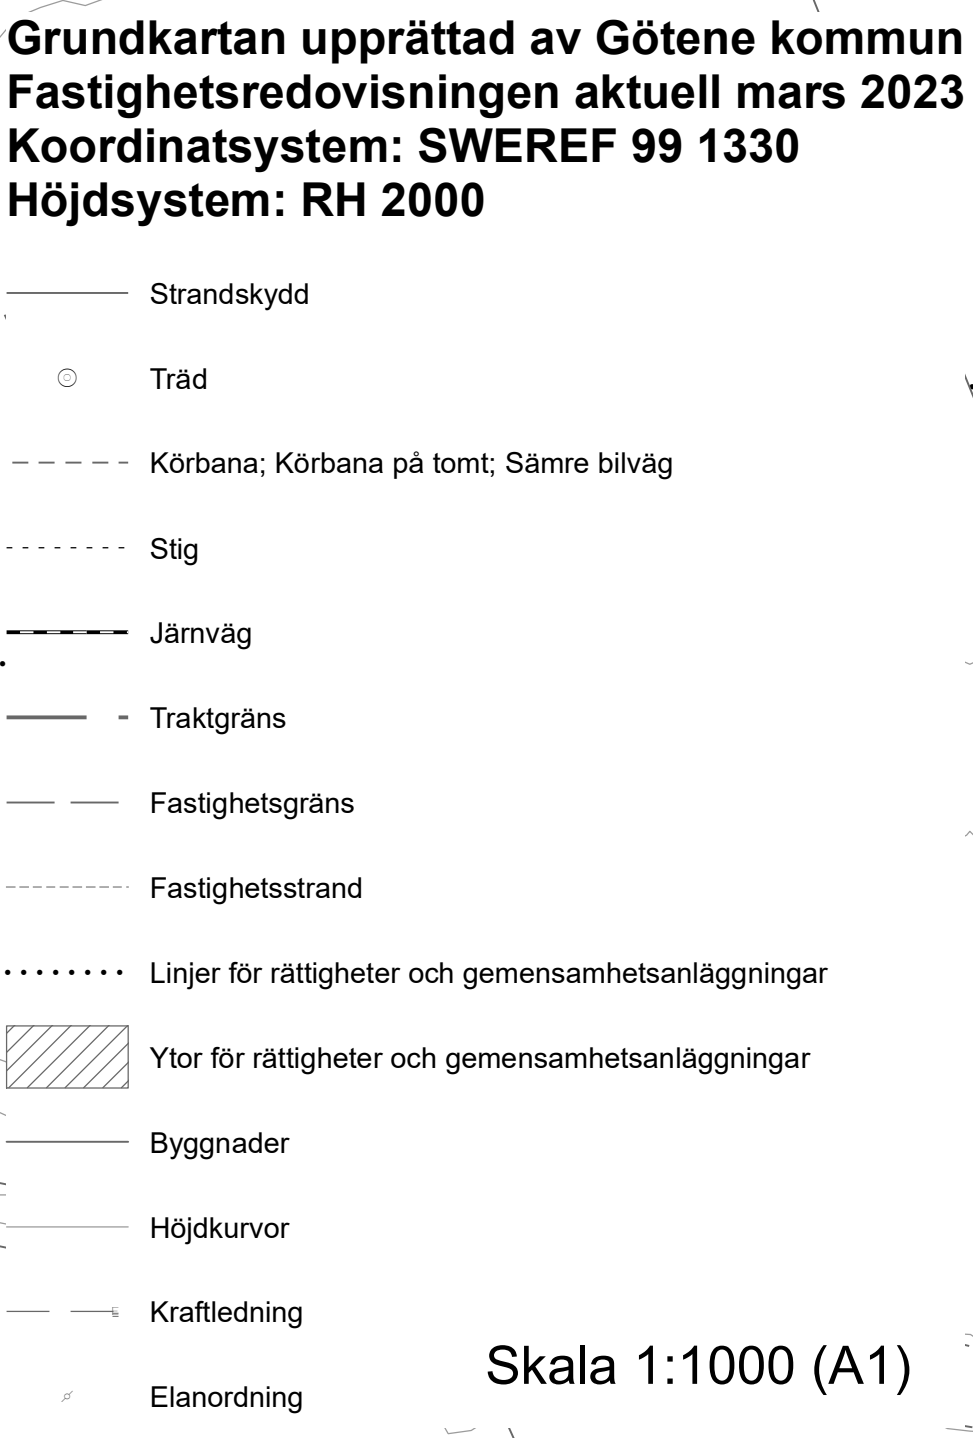 Grundkartan upprättad av Götene kommun
Fastighetsredovisningen aktuell mars 2023
Koordinatsystem: SWEREF 99 1330
Höjdsystem: RH 2000
Strandskydd
Träd
Körbana; Körbana på tomt; Sämre bilväg
Stig
Järnväg
Traktgräns
Fastighetsgräns
Fastighetsstrand
Linjer för rättigheter och gemensamhetsanläggningar
Ytor för rättigheter och gemensamhetsanläggningar
Byggnader
Höjdkurvor
Kraftledning
Skala 1:1000 (A1)
Elanordning